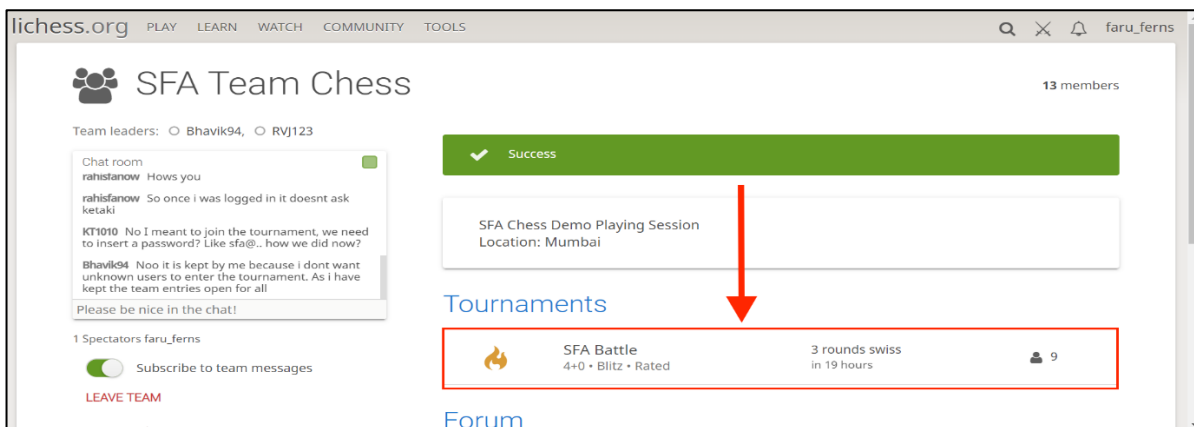 lichess.org PLAY LEARN WATCH COMMUNITY TOOLS faru_ferns
SFA Team Chess
13 members
Team leaders: Bhavik94, RVJ123
Chat room
rahisfanow Hows you
rahisfanow So once i was logged in it doesnt ask
ketaki
KT1010 No I meant to join the tournament, we need
to insert a password? Like sfa@.. how we did now?
Bhavik94 Noo it is kept by me because i dont want
unknown users to enter the tournament. As i have
kept the team entries open for all
Please be nice in the chat!
1 Spectators faru_ferns
Subscribe to team messages
LEAVE TEAM
Success
SFA Chess Demo Playing Session
Location: Mumbai
Tournaments
SFA Battle 3 rounds swiss 9
4+0 • Blitz • Rated in 19 hours
Forum